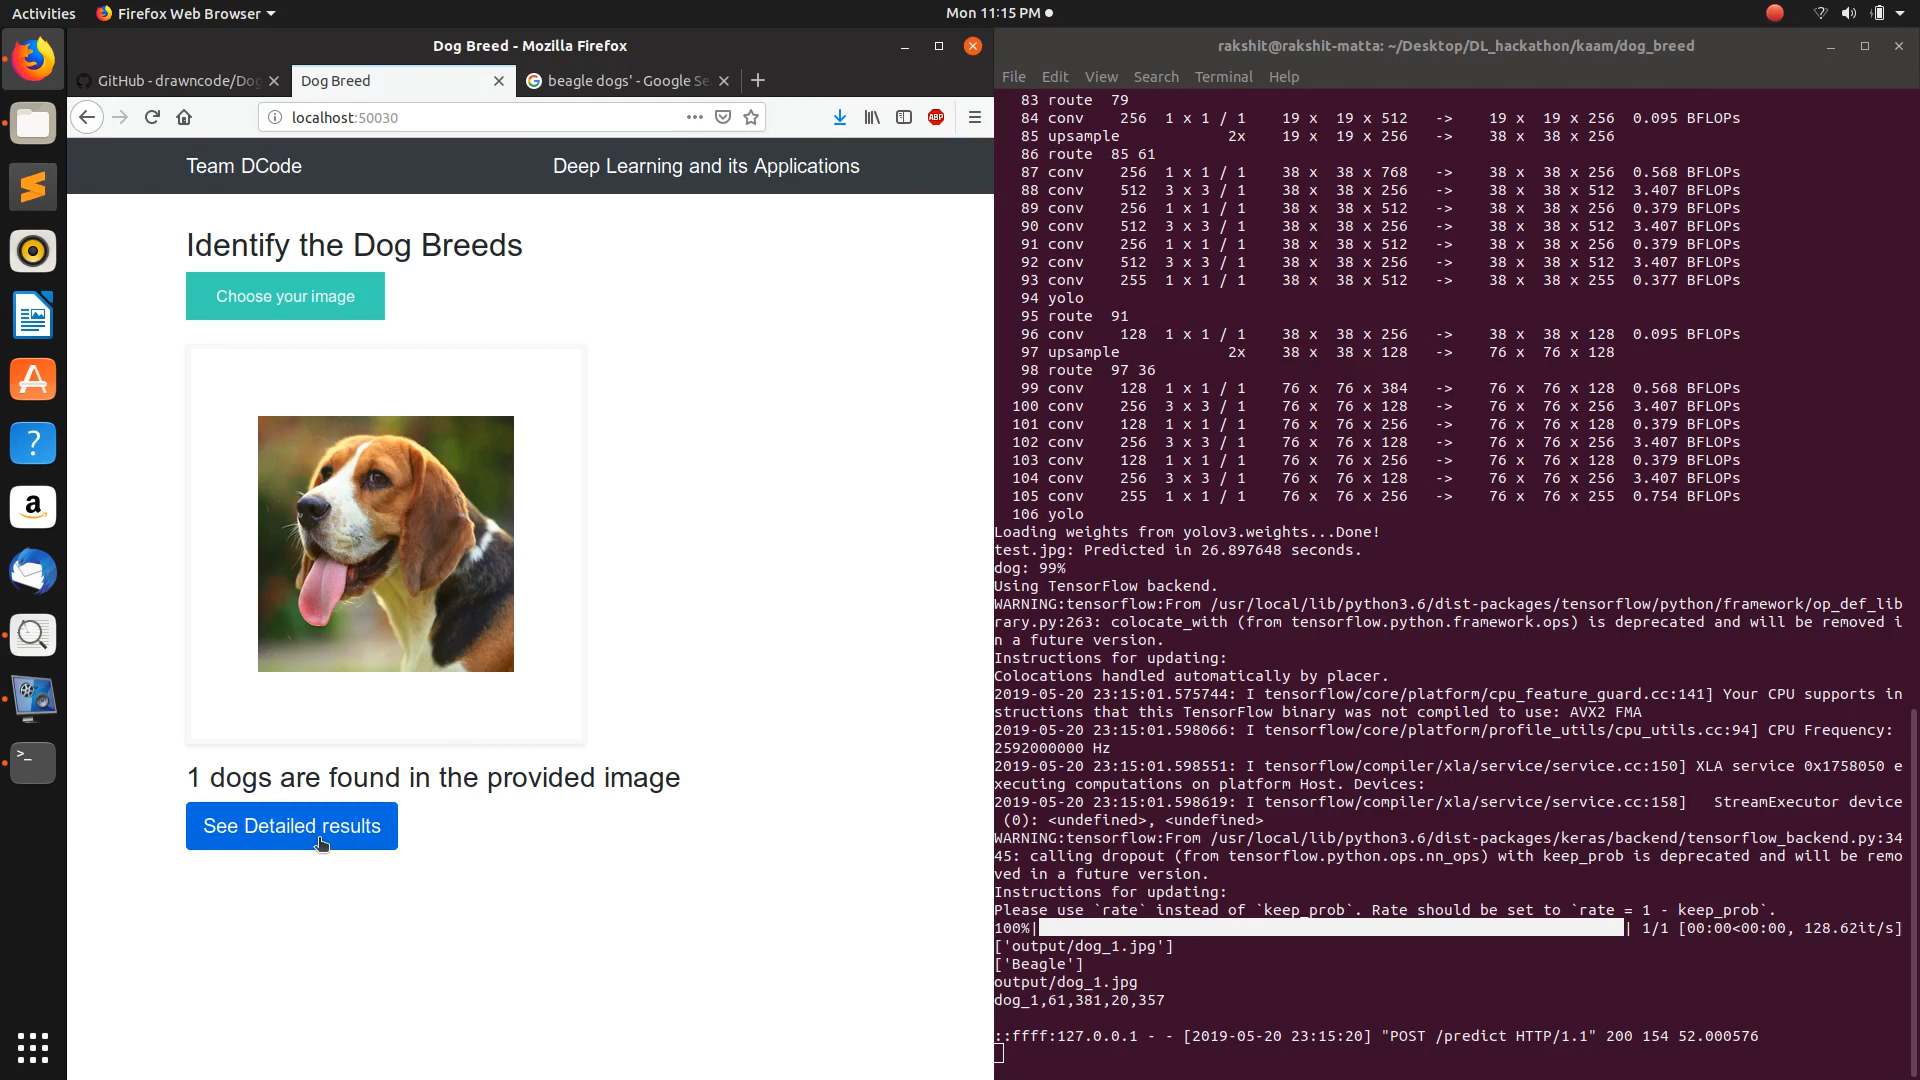 Activities
Firefox Web Browser
Mon 11:15 PM
Dog Breed - Mozilla Firefox
GitHub - drawncode/Dog
Dog Breed
beagle dogs' - Google Se
localhost:50030
ABP
Team DCode
Deep Learning and its Applications
Identify the Dog Breeds
Choose your image
1 dogs are found in the provided image
See Detailed results
rakshit@rakshit-matta: ~/Desktop/DL_hackathon/kaam/dog_breed
File Edit View Search Terminal Help
83 route 79
84 conv 256 1 x 1 / 1 19 x 19 x 512 -> 19 x 19 x 256 0.095 BFLOPs
85 upsample 2x 19 x 19 x 256 -> 38 x 38 x 256
86 route 85 61
87 conv 256 1 x 1 / 1 38 x 38 x 768 -> 38 x 38 x 256 0.568 BFLOPs
88 conv 512 3 x 3 / 1 38 x 38 x 256 -> 38 x 38 x 512 3.407 BFLOPs
89 conv 256 1 x 1 / 1 38 x 38 x 512 -> 38 x 38 x 256 0.379 BFLOPs
90 conv 512 3 x 3 / 1 38 x 38 x 256 -> 38 x 38 x 512 3.407 BFLOPs
91 conv 256 1 x 1 / 1 38 x 38 x 512 -> 38 x 38 x 256 0.379 BFLOPs
92 conv 512 3 x 3 / 1 38 x 38 x 256 -> 38 x 38 x 512 3.407 BFLOPs
93 conv 255 1 x 1 / 1 38 x 38 x 512 -> 38 x 38 x 255 0.377 BFLOPs
94 yolo
95 route 91
96 conv 128 1 x 1 / 1 38 x 38 x 256 -> 38 x 38 x 128 0.095 BFLOPs
97 upsample 2x 38 x 38 x 128 -> 76 x 76 x 128
98 route 97 36
99 conv 128 1 x 1 / 1 76 x 76 x 384 -> 76 x 76 x 128 0.568 BFLOPs
100 conv 256 3 x 3 / 1 76 x 76 x 128 -> 76 x 76 x 256 3.407 BFLOPs
101 conv 128 1 x 1 / 1 76 x 76 x 256 -> 76 x 76 x 128 0.379 BFLOPs
102 conv 256 3 x 3 / 1 76 x 76 x 128 -> 76 x 76 x 256 3.407 BFLOPs
103 conv 128 1 x 1 / 1 76 x 76 x 256 -> 76 x 76 x 128 0.379 BFLOPs
104 conv 256 3 x 3 / 1 76 x 76 x 128 -> 76 x 76 x 256 3.407 BFLOPs
105 conv 255 1 x 1 / 1 76 x 76 x 256 -> 76 x 76 x 255 0.754 BFLOPs
106 yolo
Loading weights from yolov3.weights...Done!
test.jpg: Predicted in 26.897648 seconds.
dog: 99%
Using TensorFlow backend.
WARNING:tensorflow:From /usr/local/lib/python3.6/dist-packages/tensorflow/python/framework/op_def_lib
rary.py:263: colocate_with (from tensorflow.python.framework.ops) is deprecated and will be removed i
n a future version.
Instructions for updating:
Colocations handled automatically by placer.
2019-05-20 23:15:01.575744: I tensorflow/core/platform/cpu_feature_guard.cc:141] Your CPU supports in
structions that this TensorFlow binary was not compiled to use: AVX2 FMA
2019-05-20 23:15:01.598066: I tensorflow/core/platform/profile_utils/cpu_utils.cc:94] CPU Frequency:
2592000000 Hz
2019-05-20 23:15:01.598551: I tensorflow/compiler/xla/service/service.cc:150] XLA service 0x1758050 e
xecuting computations on platform Host. Devices:
2019-05-20 23:15:01.598619: I tensorflow/compiler/xla/service/service.cc:158] StreamExecutor device
(0): <undefined>, <undefined>
WARNING:tensorflow:From /usr/local/lib/python3.6/dist-packages/keras/backend/tensorflow_backend.py:34
45: calling dropout (from tensorflow.python.ops.nn_ops) with keep_prob is deprecated and will be remo
ved in a future version.
Instructions for updating:
Please use `rate` instead of `keep_prob`. Rate should be set to `rate = 1 - keep_prob`.
100%| | 1/1 [00:00<00:00, 128.62it/s]
['output/dog_1.jpg']
['Beagle']
output/dog_1.jpg
dog_1,61,381,20,357
::ffff:127.0.0.1 - - [2019-05-20 23:15:20] "POST /predict HTTP/1.1" 200 154 52.000576